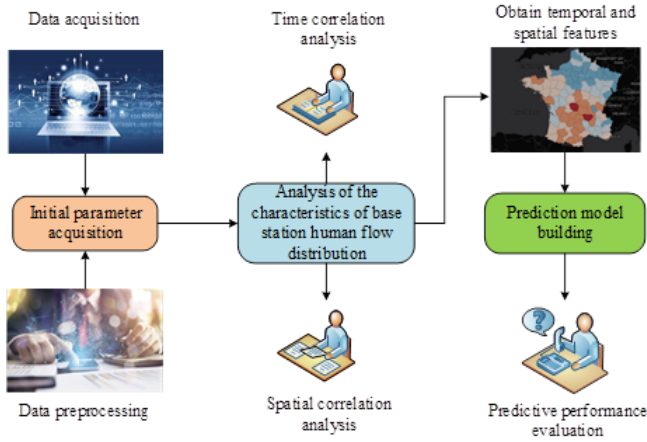 Data acquisition
Time correlation
analysis
Obtain temporal and
spatial features
Initial parameter
acquisition
Analysis of the
characteristics of base
station human flow
distribution
Prediction model
building
?
Data preprocessing
Spatial correlation
analysis
Predictive performance
evaluation